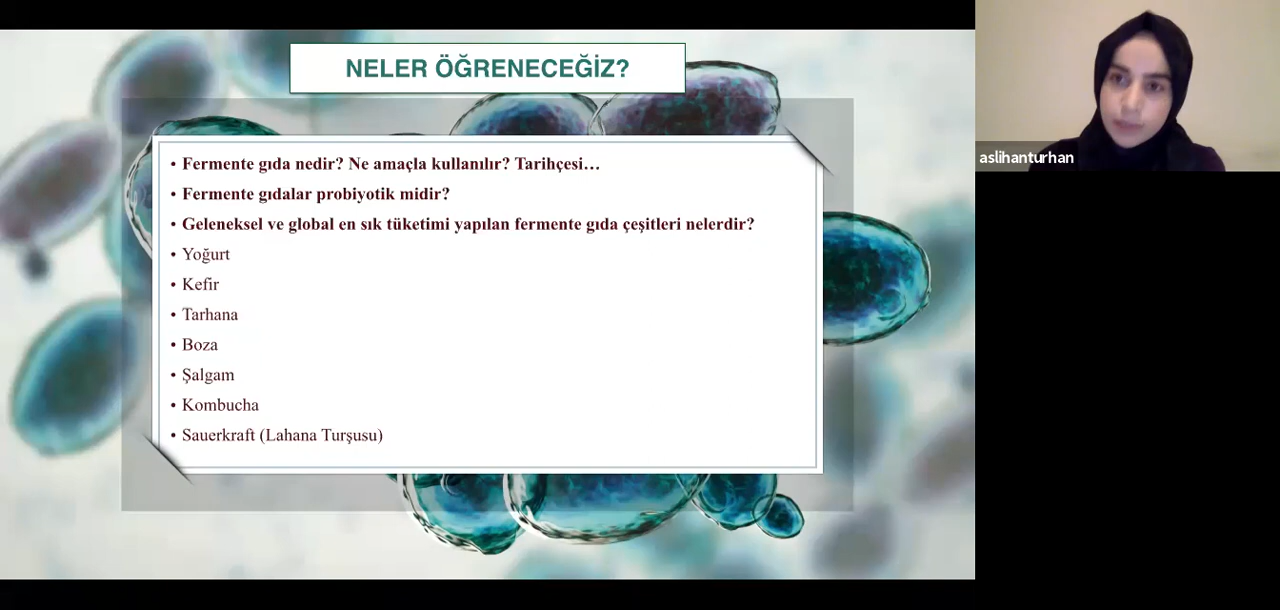 NELER ÖĞRENECEĞİZ?
• Fermente gıda nedir? Ne amaçla kullanılır? Tarihçesi…
• Fermente gıdalar probiyotik midir?
• Geleneksel ve global en sık tüketimi yapılan fermente gıda çeşitleri nelerdir?
• Yoğurt
• Kefir
• Tarhana
• Boza
• Şalgam
• Kombucha
• Sauerkraft (Lahana Turşusu)
aslihanturhan